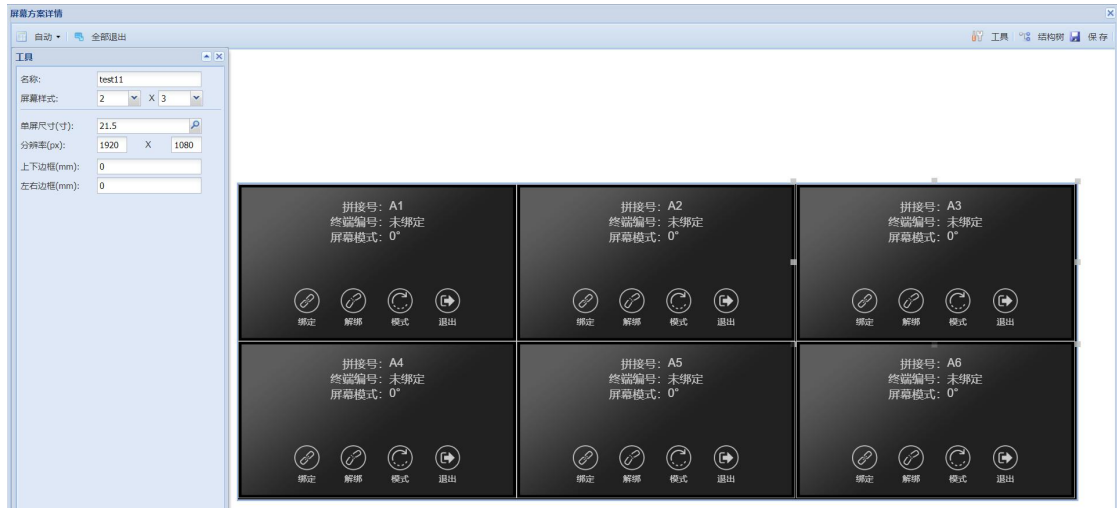 屏幕方案详情
自动 全部退出 工具 结构树 保存
工具
名称: test11
屏幕样式: 2 X 3
单屏尺寸(寸): 21.5
分辨率(px): 1920 X 1080
上下边框(mm): 0
左右边框(mm): 0
拼接号: A1
终端编号: 未绑定
屏幕模式: 0°
绑定 解绑 模式 退出
拼接号: A2
终端编号: 未绑定
屏幕模式: 0°
绑定 解绑 模式 退出
拼接号: A3
终端编号: 未绑定
屏幕模式: 0°
绑定 解绑 模式 退出
拼接号: A4
终端编号: 未绑定
屏幕模式: 0°
绑定 解绑 模式 退出
拼接号: A5
终端编号: 未绑定
屏幕模式: 0°
绑定 解绑 模式 退出
拼接号: A6
终端编号: 未绑定
屏幕模式: 0°
绑定 解绑 模式 退出